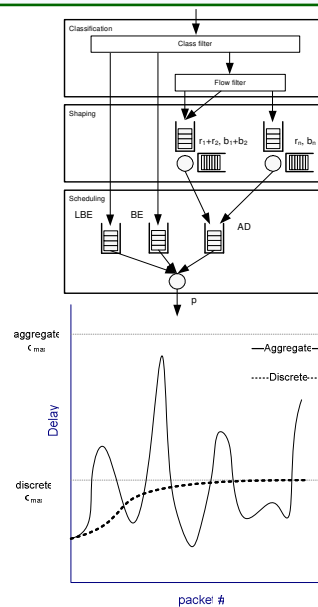 Classification
Class filter
Flow filter
Shaping
r₁+r₂, b₁+b₂
rₙ, bₙ
Scheduling
LBE
BE
AD
p
aggregate
Aggregate
Discrete
Delay
discrete
packet #